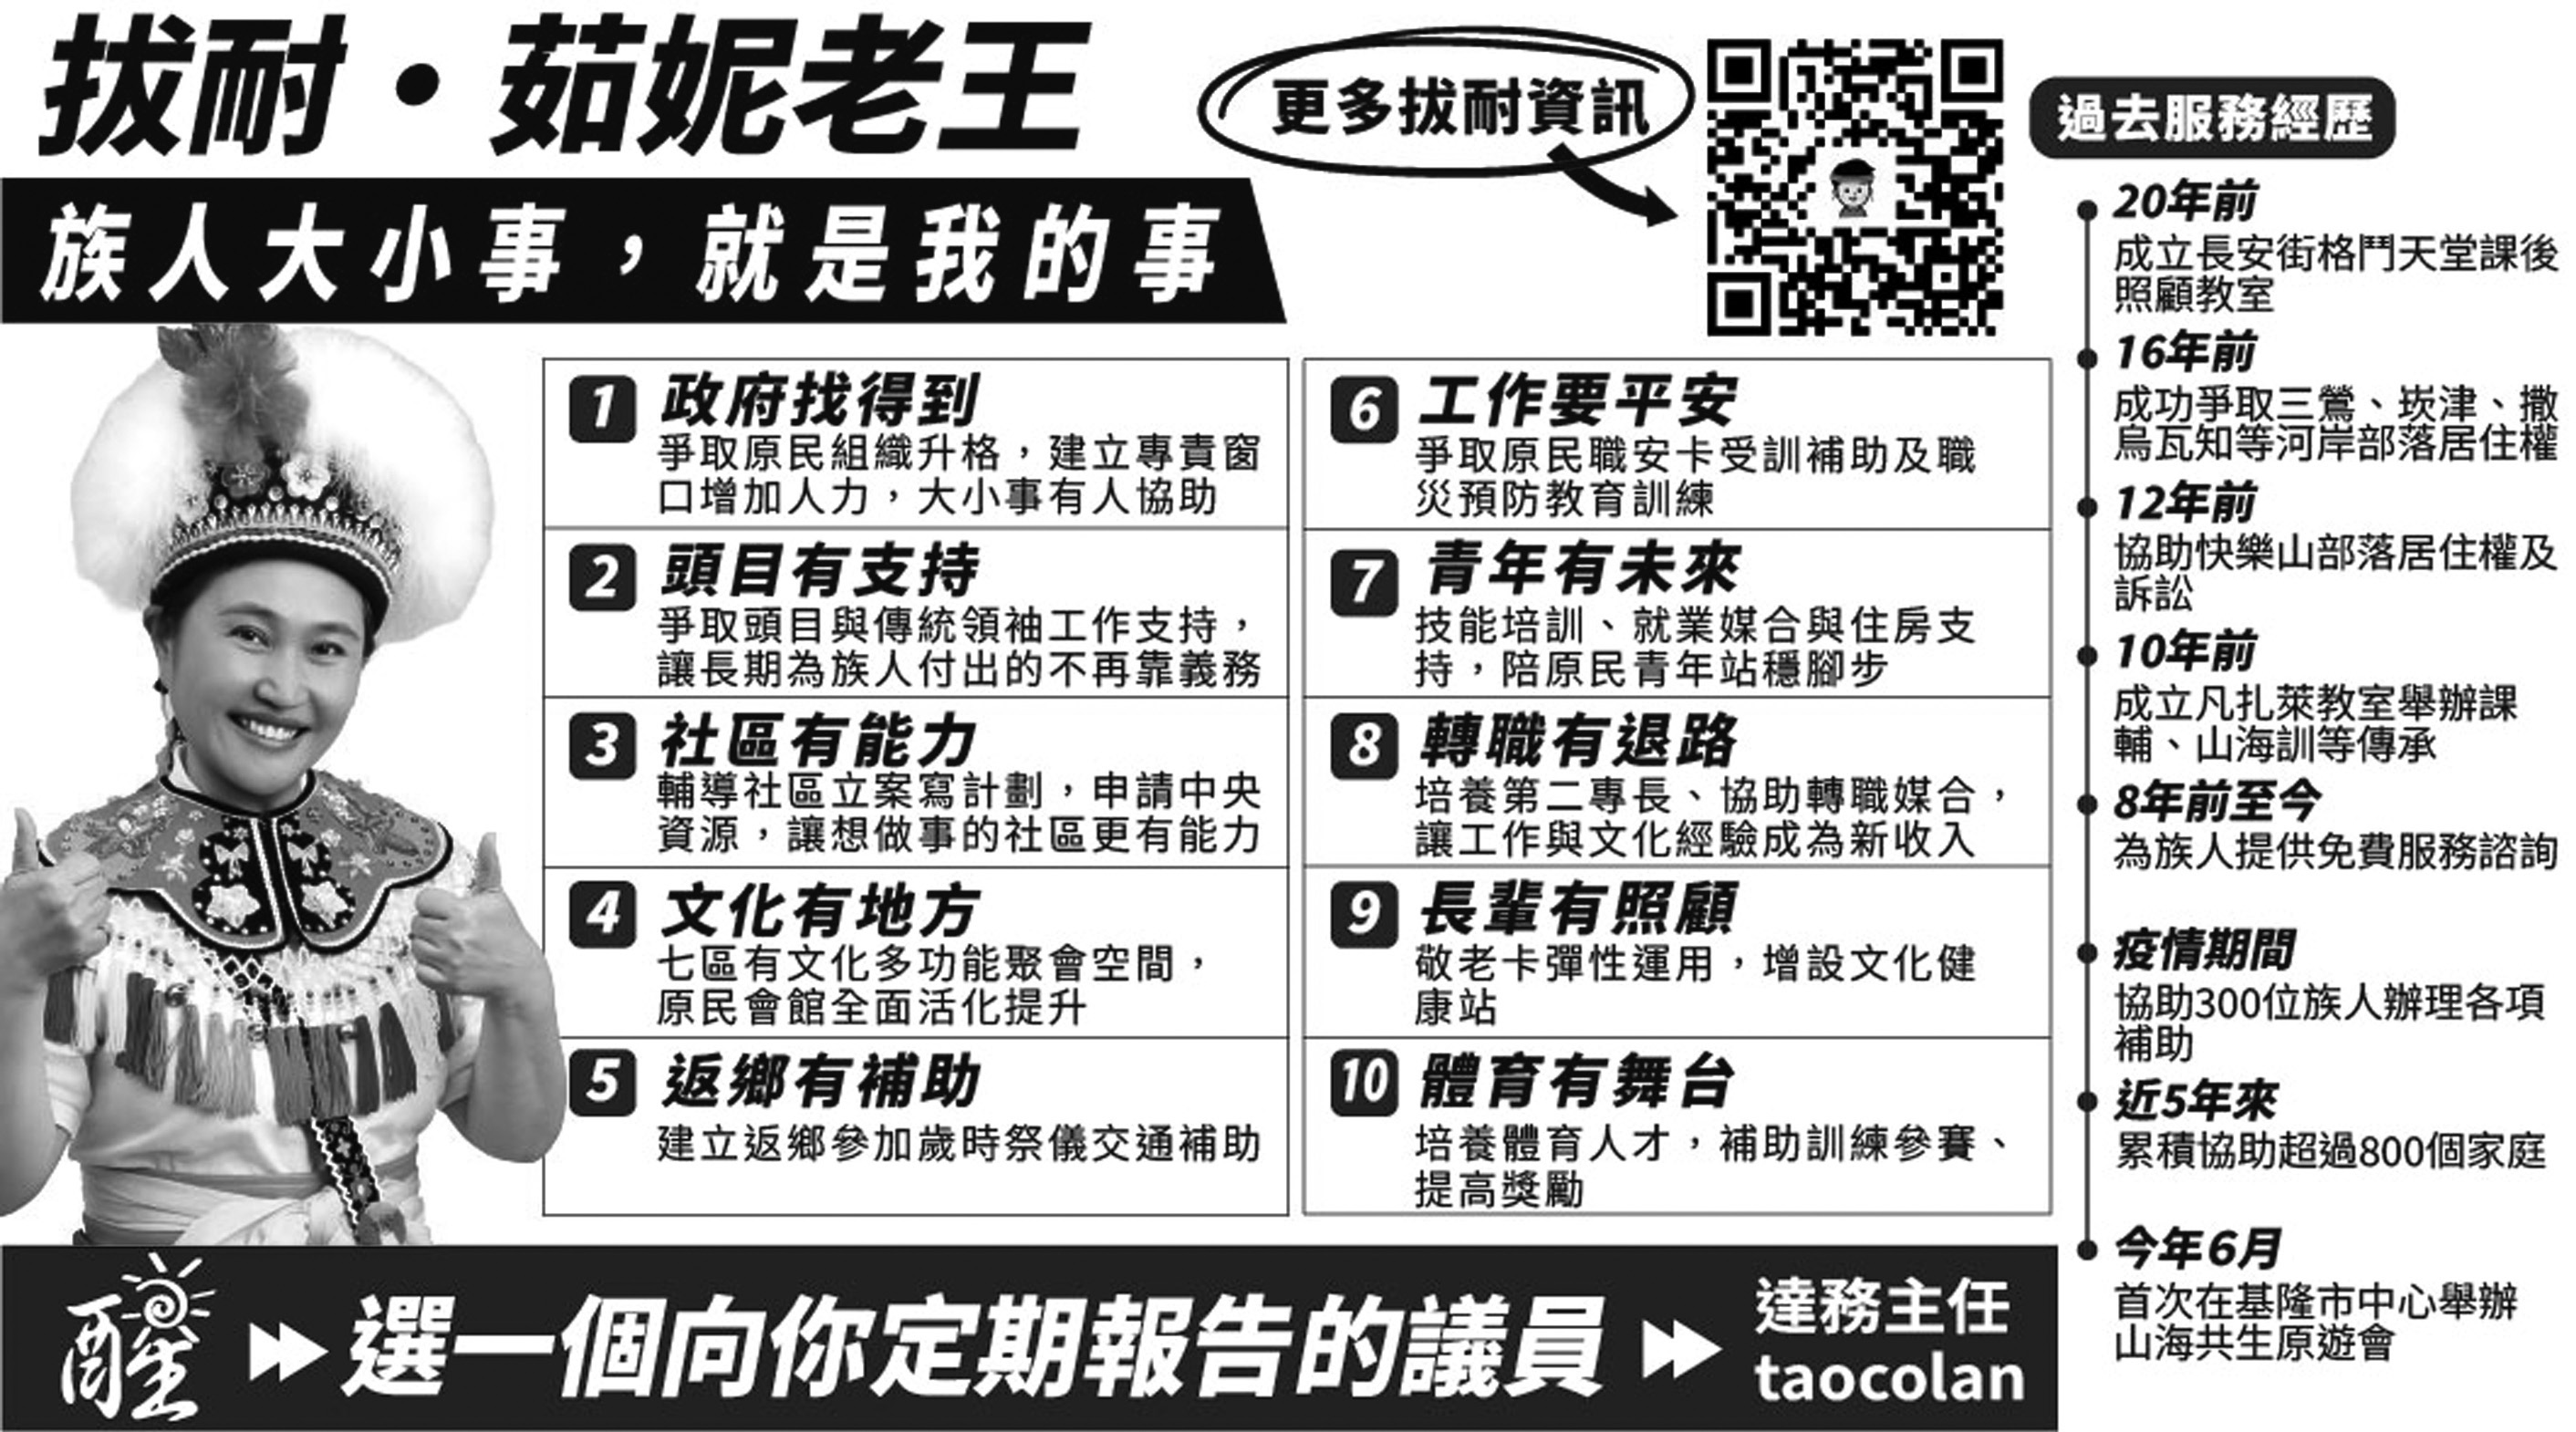 拔耐·茹妮老王
族人大小事，就是我的事
更多拔耐資訊
1 政府找得到
爭取原民組織升格，建立專責窗
口增加人力，大小事有人協助
2 頭目有支持
爭取頭目與傳統領袖工作支持，
讓長期為族人付出的不再靠義務
3 社區有能力
輔導社區立案寫計劃，申請中央
資源，讓想做事的社區更有能力
4 文化有地方
七區有文化多功能聚會空間，
原民會館全面活化提升
5 返鄉有補助
建立返鄉參加歲時祭儀交通補助
6 工作要平安
爭取原民職安卡受訓補助及職
災預防教育訓練
7 青年有未來
技能培訓、就業媒合與住房支
持，陪原民青年站穩腳步
8 轉職有退路
培養第二專長、協助轉職媒合，
讓工作與文化經驗成為新收入
9 長輩有照顧
敬老卡彈性運用，增設文化健
康站
10 體育有舞台
培養體育人才，補助訓練參賽、
提高獎勵
過去服務經歷
20年前
成立長安街格鬥天堂課後
照顧教室
16年前
成功爭取三鶯、崁津、撒
烏瓦知等河岸部落居住權
12年前
協助快樂山部落居住權及
訴訟
10年前
成立凡扎萊教室舉辦課
輔、山海訓等傳承
8年前至今
為族人提供免費服務諮詢
疫情期間
協助300位族人辦理各項
補助
近5年來
累積協助超過800個家庭
今年6月
首次在基隆市中心舉辦
山海共生原遊會
醒
選一個向你定期報告的議員
達務主任
taocolan